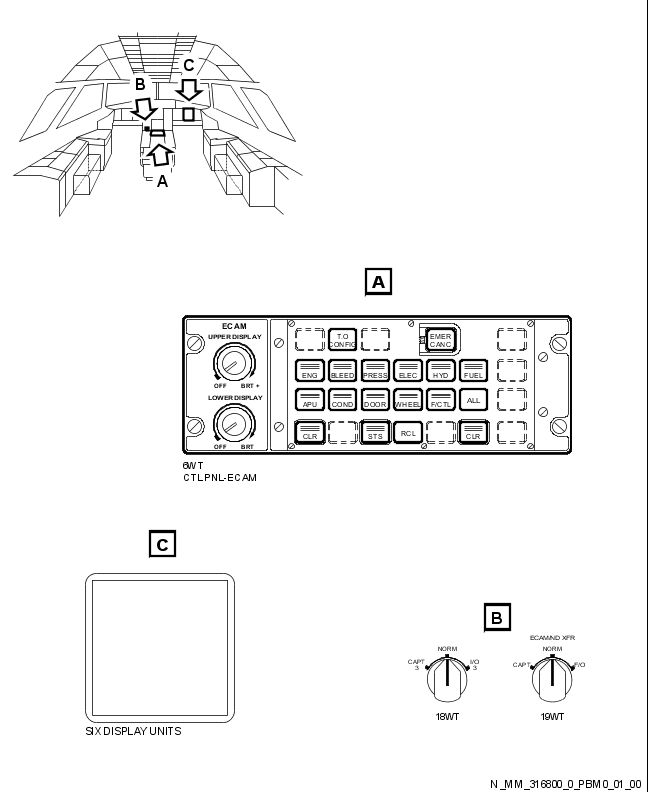 C
B
A
A
ECAM
UPPER DISPLAY
OFF BRT +
LOWER DISPLAY
OFF BRT
T.O
CONFIG
EMER
CANC
ENG BLEED PRESS ELEC HYD FUEL
APU COND DOOR WHEEL F/CTL ALL
CLR STS RCL CLR
6WT
CTL PNL-ECAM
C
SIX DISPLAY UNITS
B
NORM
CAPT
3
I/O
3
18WT
ECAM/ND XFR
NORM
CAPT F/O
19WT
N_MM_316800_0_PBM0_01_00